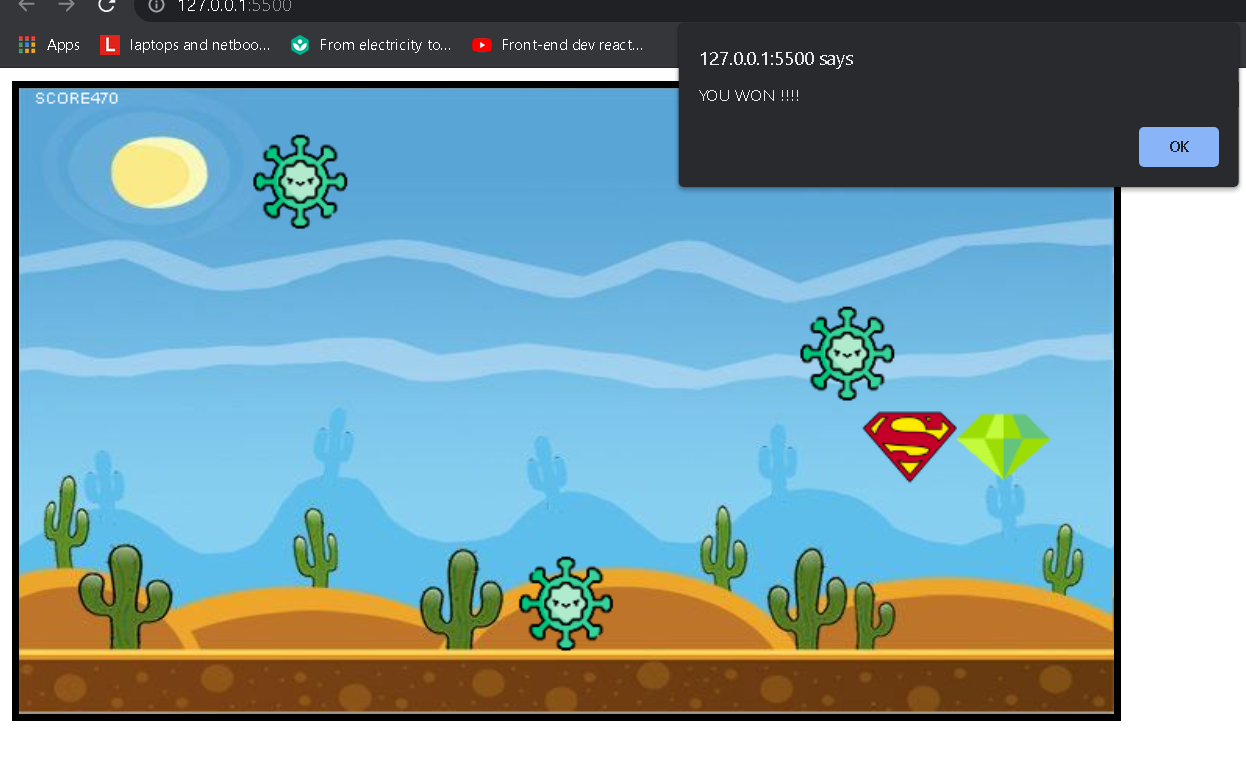 127.0.0.1:5500
Apps
L
laptops and netboo...
From electricity to...
Front-end dev react...
127.0.0.1:5500 says
YOU WON !!!!
OK
SCORE470
S